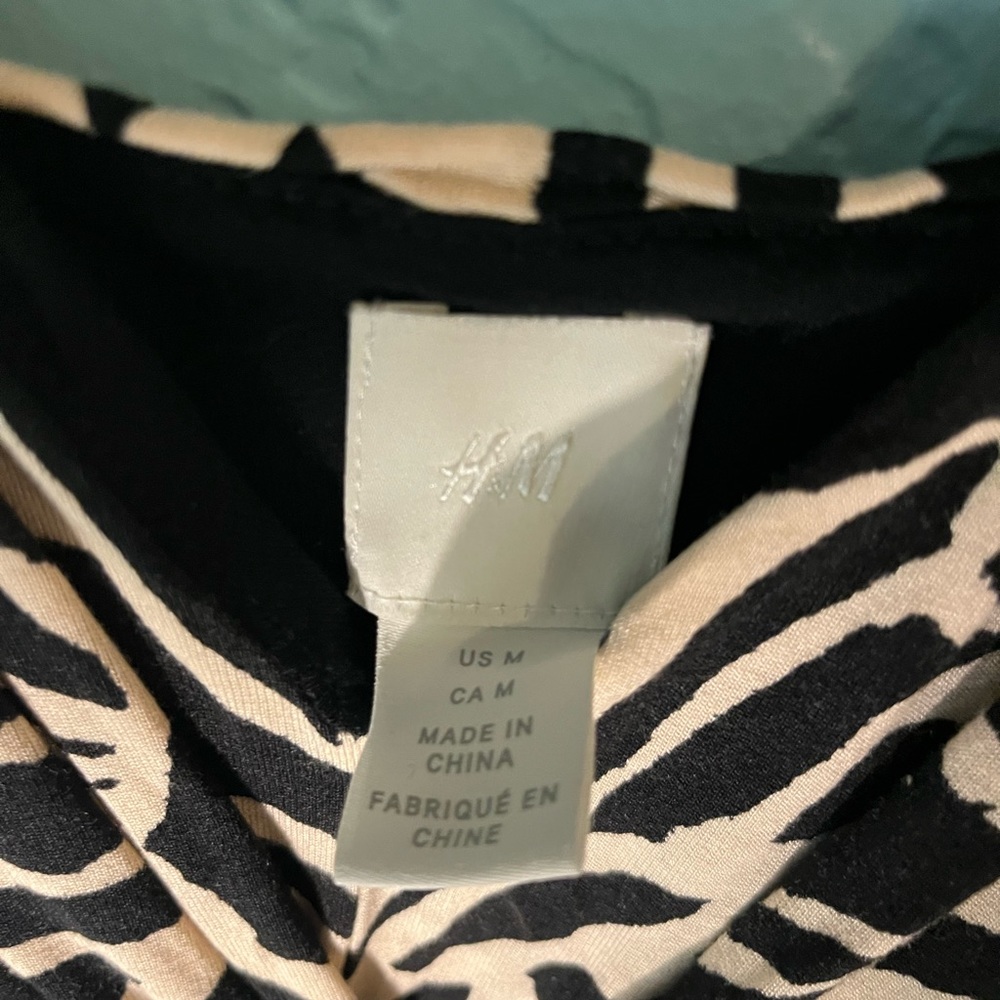 H&M
US M
CA M
MADE IN
CHINA
FABRIQUÉ EN
CHINE